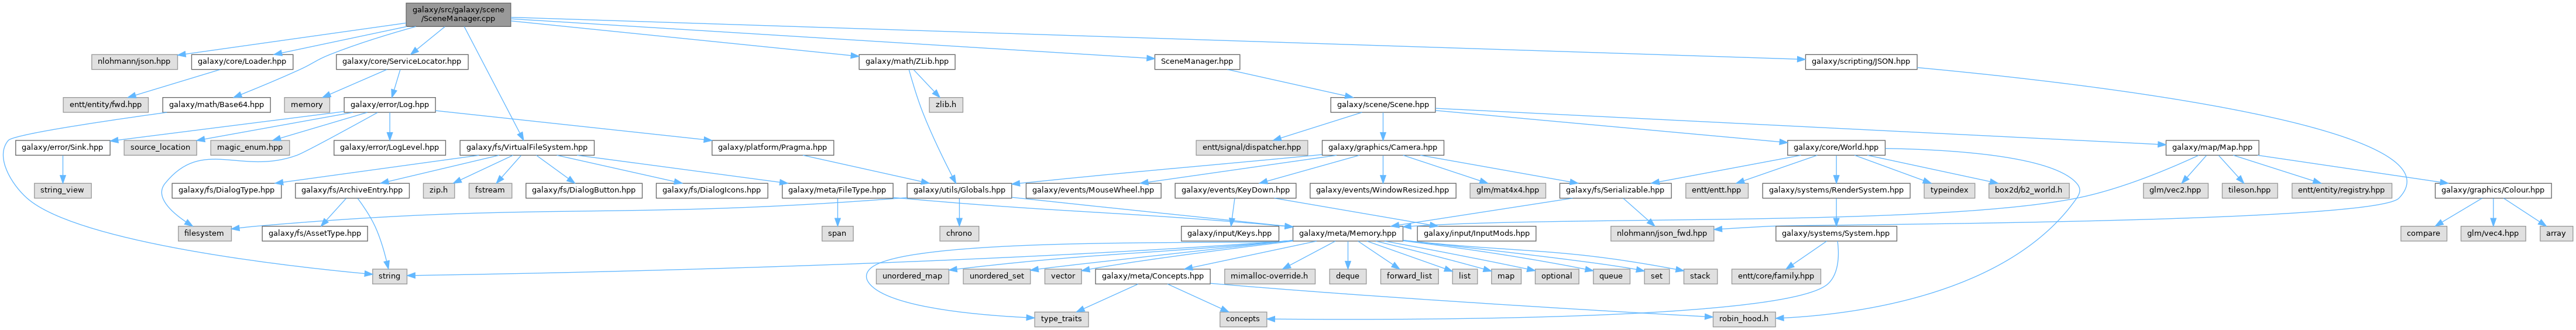 galaxy/src/galaxy/scene
/SceneManager.cpp
nlohmann/json.hpp
galaxy/core/Loader.hpp
galaxy/core/ServiceLocator.hpp
galaxy/math/ZLib.hpp
SceneManager.hpp
galaxy/scripting/JSON.hpp
entt/entity/fwd.hpp
galaxy/math/Base64.hpp
memory
galaxy/error/Log.hpp
zlib.h
galaxy/scene/Scene.hpp
galaxy/error/Sink.hpp
source_location
magic_enum.hpp
galaxy/error/LogLevel.hpp
galaxy/fs/VirtualFileSystem.hpp
galaxy/platform/Pragma.hpp
entt/signal/dispatcher.hpp
galaxy/graphics/Camera.hpp
galaxy/core/World.hpp
galaxy/map/Map.hpp
string_view
galaxy/fs/DialogType.hpp
galaxy/fs/ArchiveEntry.hpp
zip.h
fstream
galaxy/fs/DialogButton.hpp
galaxy/fs/DialogIcons.hpp
galaxy/meta/FileType.hpp
galaxy/utils/Globals.hpp
galaxy/events/MouseWheel.hpp
galaxy/events/KeyDown.hpp
galaxy/events/WindowResized.hpp
glm/mat4x4.hpp
galaxy/fs/Serializable.hpp
entt/entt.hpp
galaxy/systems/RenderSystem.hpp
typeindex
box2d/b2_world.h
glm/vec2.hpp
tileson.hpp
entt/entity/registry.hpp
galaxy/graphics/Colour.hpp
filesystem
galaxy/fs/AssetType.hpp
span
chrono
galaxy/input/Keys.hpp
galaxy/meta/Memory.hpp
galaxy/input/InputMods.hpp
nlohmann/json_fwd.hpp
galaxy/systems/System.hpp
compare
glm/vec4.hpp
array
string
unordered_map
unordered_set
vector
galaxy/meta/Concepts.hpp
mimalloc-override.h
deque
forward_list
list
map
optional
queue
set
stack
entt/core/family.hpp
type_traits
concepts
robin_hood.h